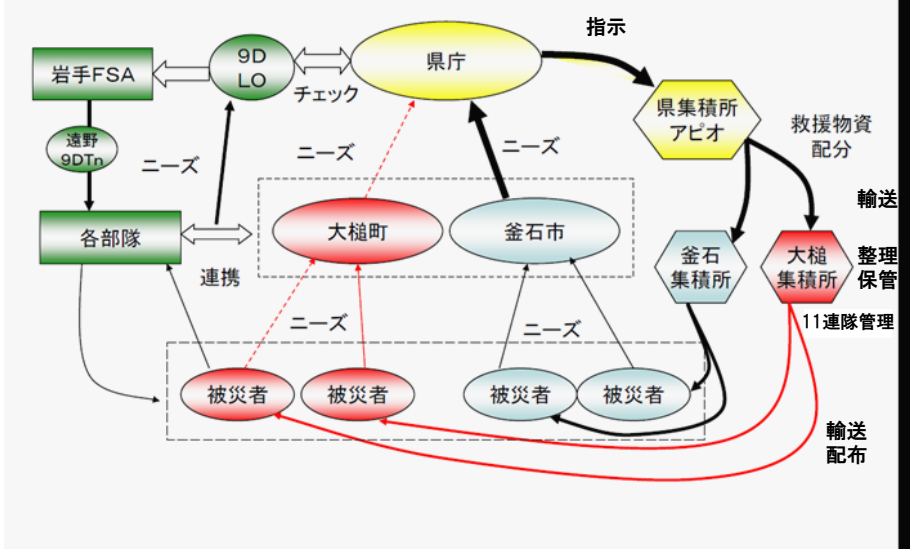 指示
9D
LO
岩手FSA
県庁
チェック
県集積所
アピオ
遠野
9DTn
救援物資
配分
ニーズ
ニーズ
ニーズ
輸送
各部隊
大槌町
釜石市
連携
釜石
集積所
大槌
集積所
整理
保管
11連隊管理
ニーズ
ニーズ
被災者
被災者
被災者
被災者
輸送
配布